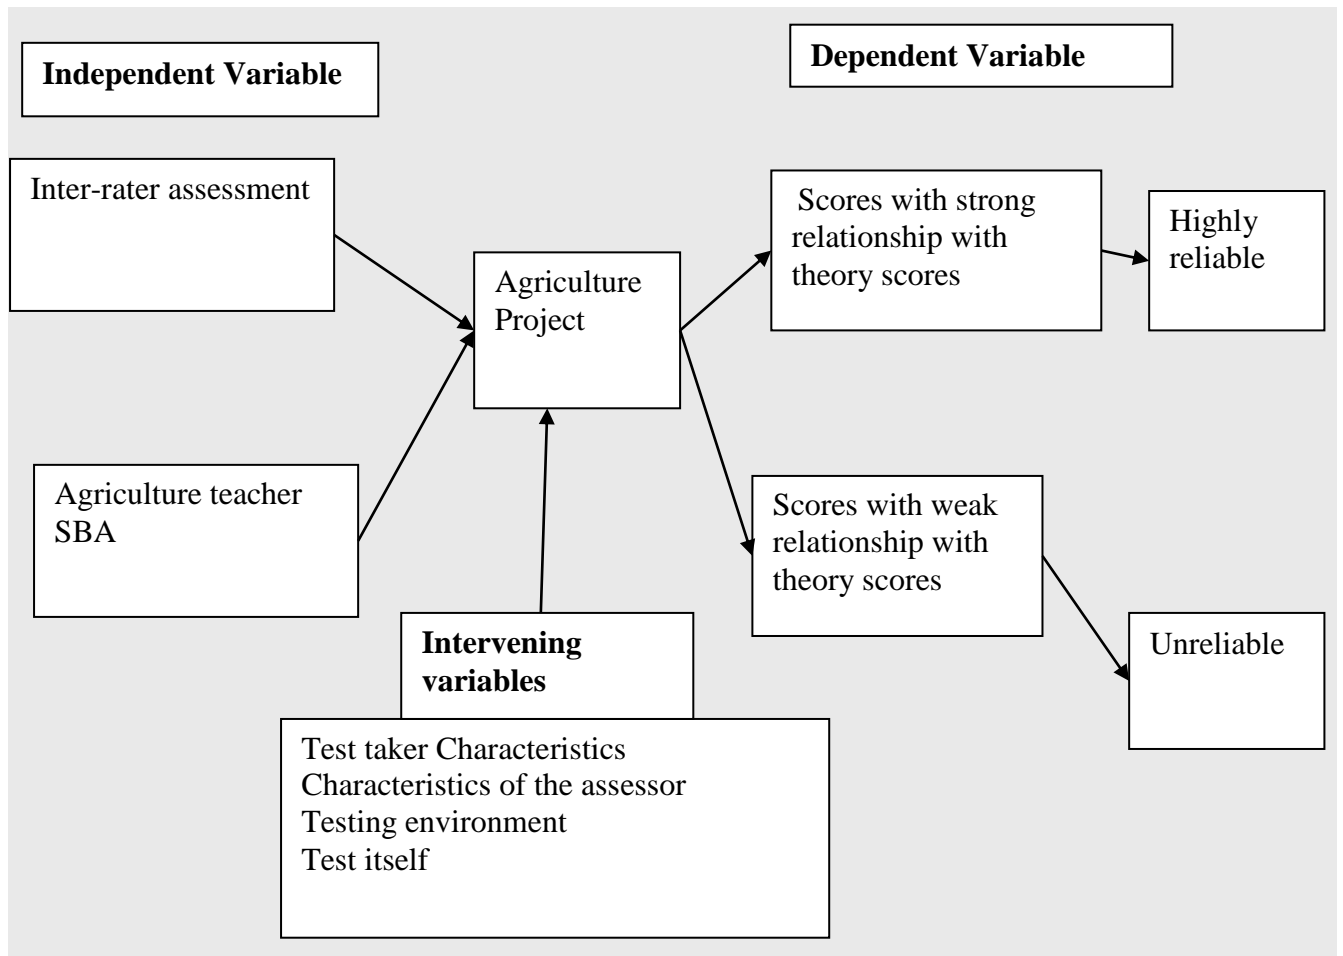 Independent Variable
Dependent Variable
Inter-rater assessment
Scores with strong
relationship with
theory scores
Highly
reliable
Agriculture
Project
Agriculture teacher
SBA
Scores with weak
relationship with
theory scores
Intervening
variables
Unreliable
Test taker Characteristics
Characteristics of the assessor
Testing environment
Test itself